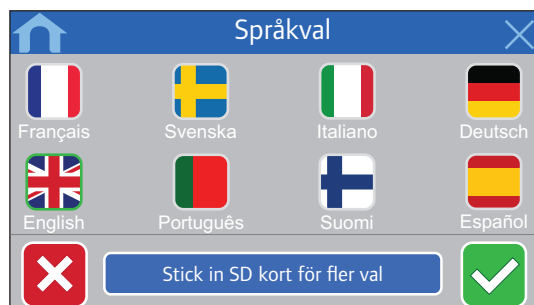 Språkval
Français Svenska Italiano Deutsch
English Português Suomi Español
Stick in SD kort för fler val